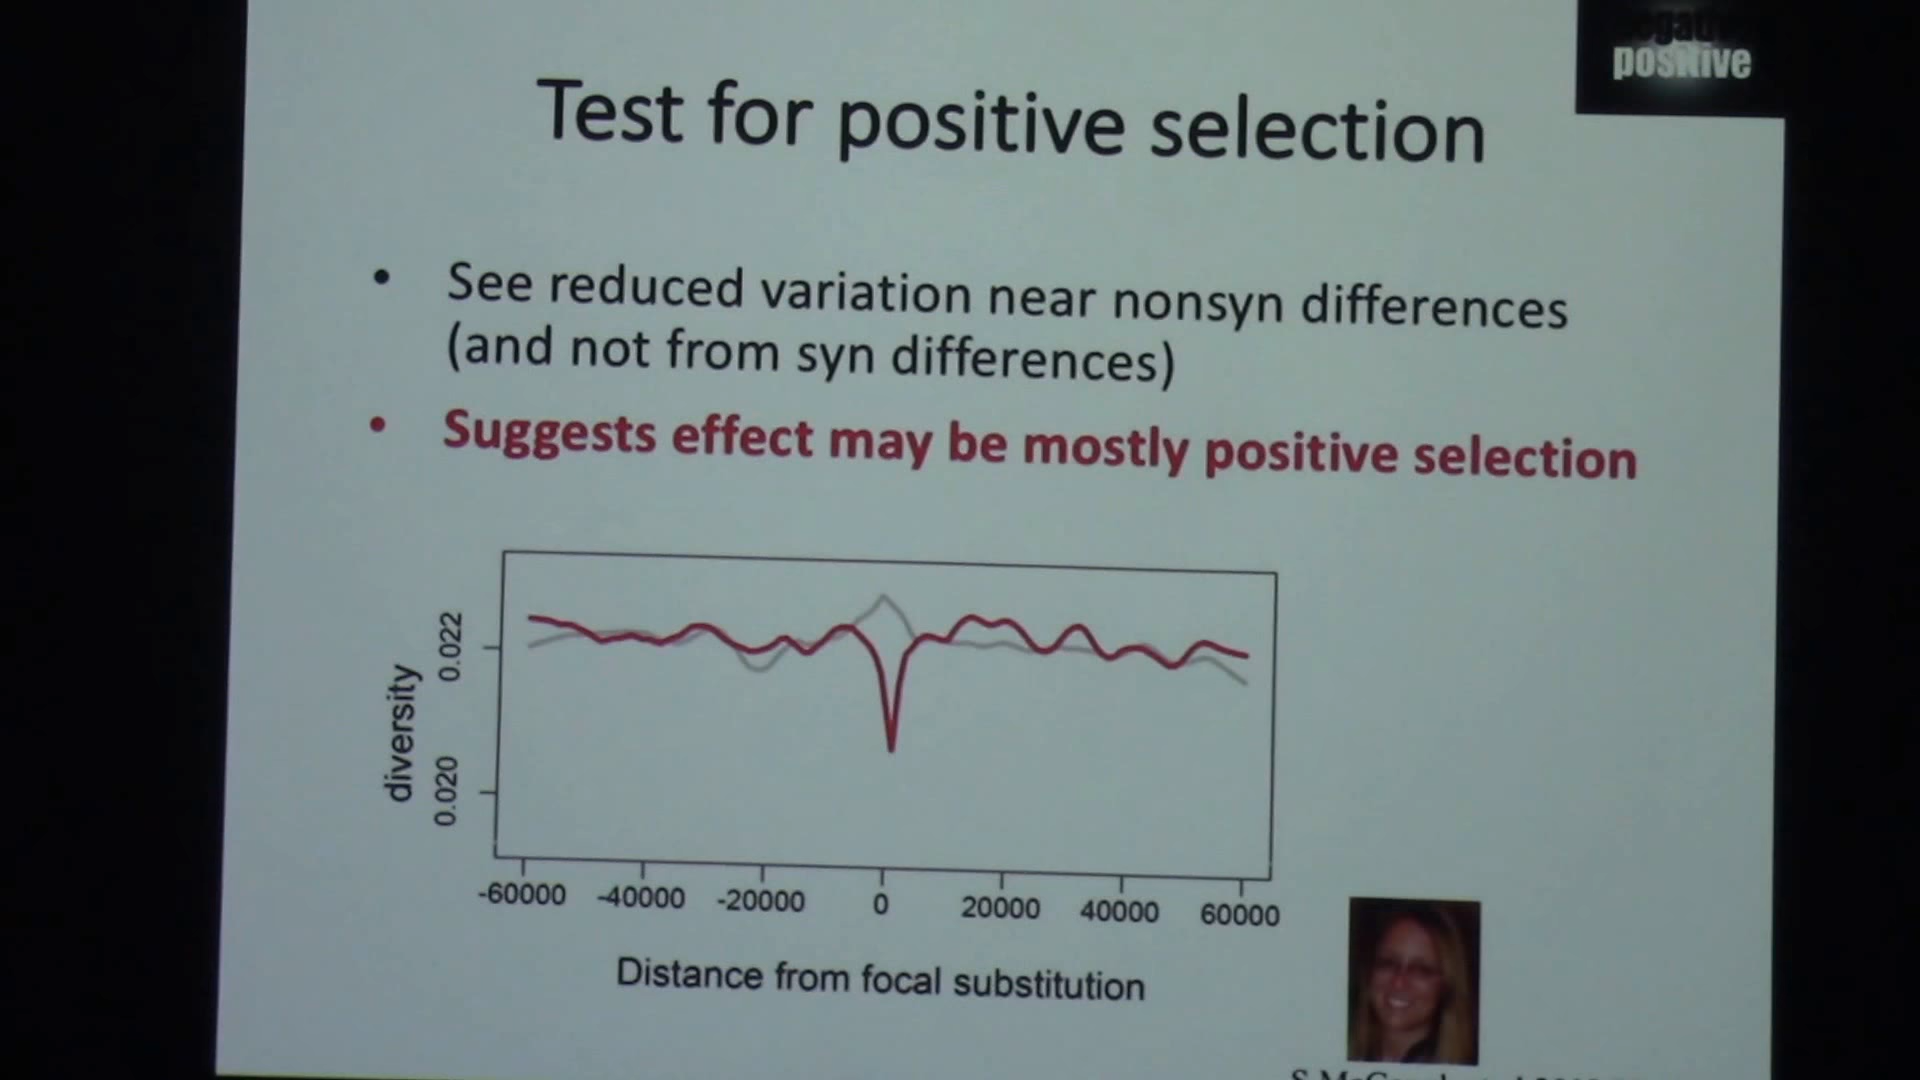 positive
Test for positive selection
• See reduced variation near nonsyn differences
(and not from syn differences)
• Suggests effect may be mostly positive selection
diversity
0.022
0.020
-60000 -40000 -20000 0 20000 40000 60000
Distance from focal substitution